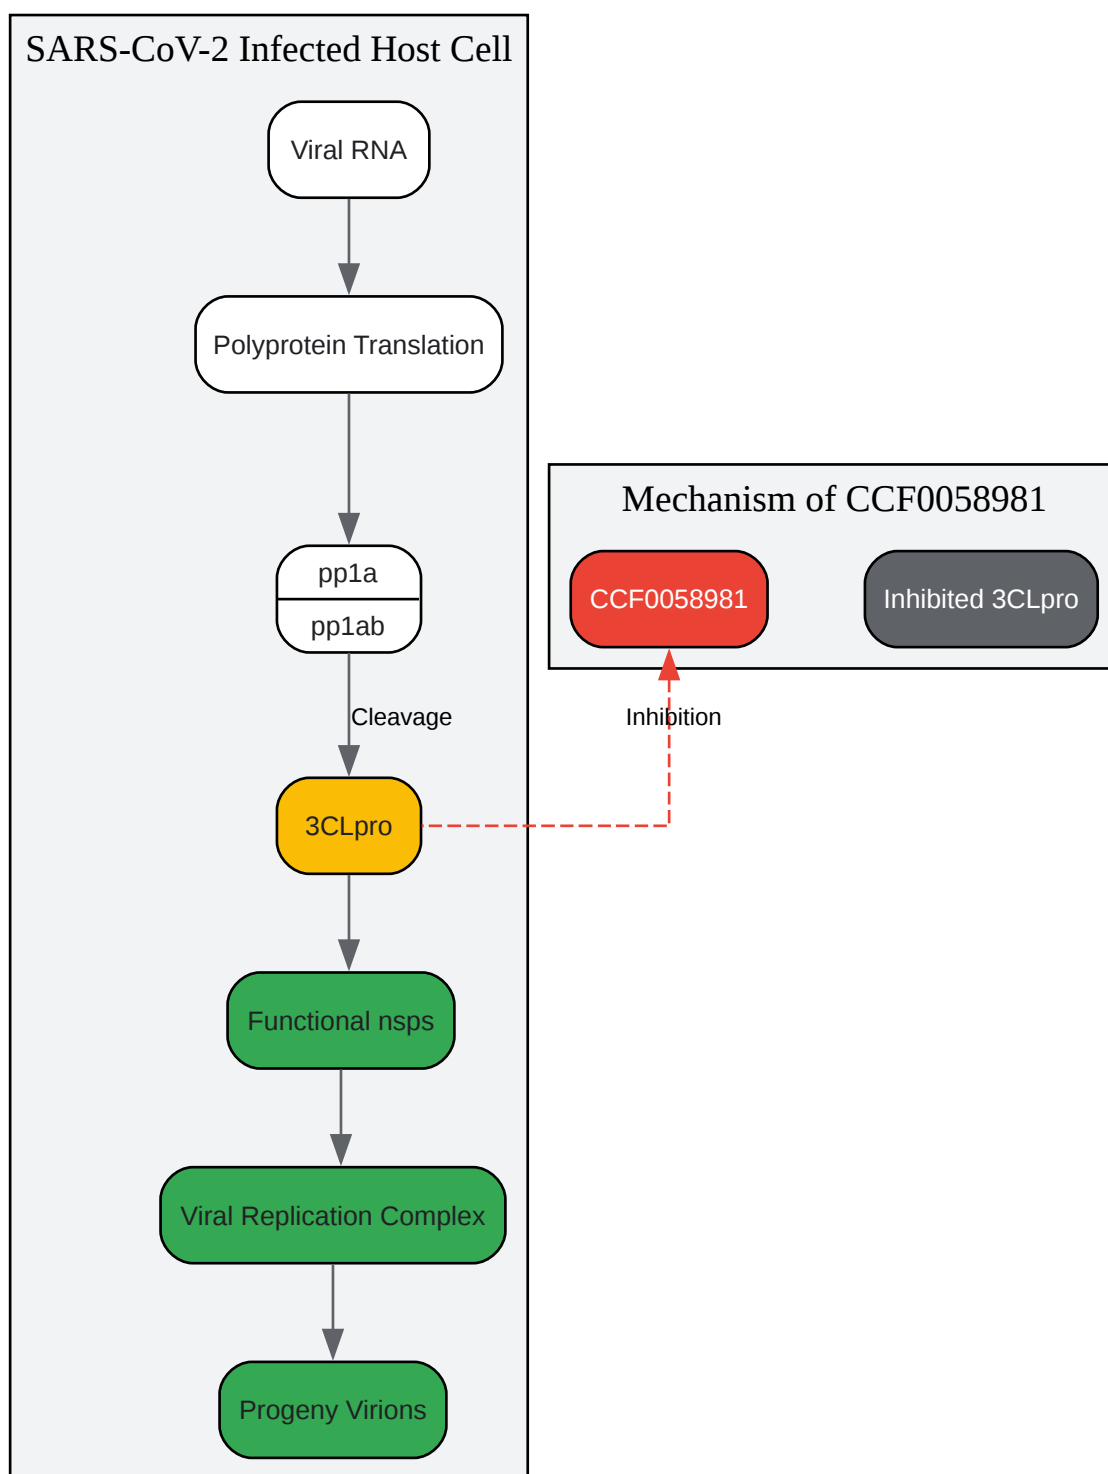 SARS-CoV-2 Infected Host Cell
Viral RNA
Polyprotein Translation
pp1a
pp1ab
Cleavage
3CLpro
Functional nsps
Viral Replication Complex
Progeny Virions
Mechanism of CCF0058981
CCF0058981
Inhibited 3CLpro
Inhibition